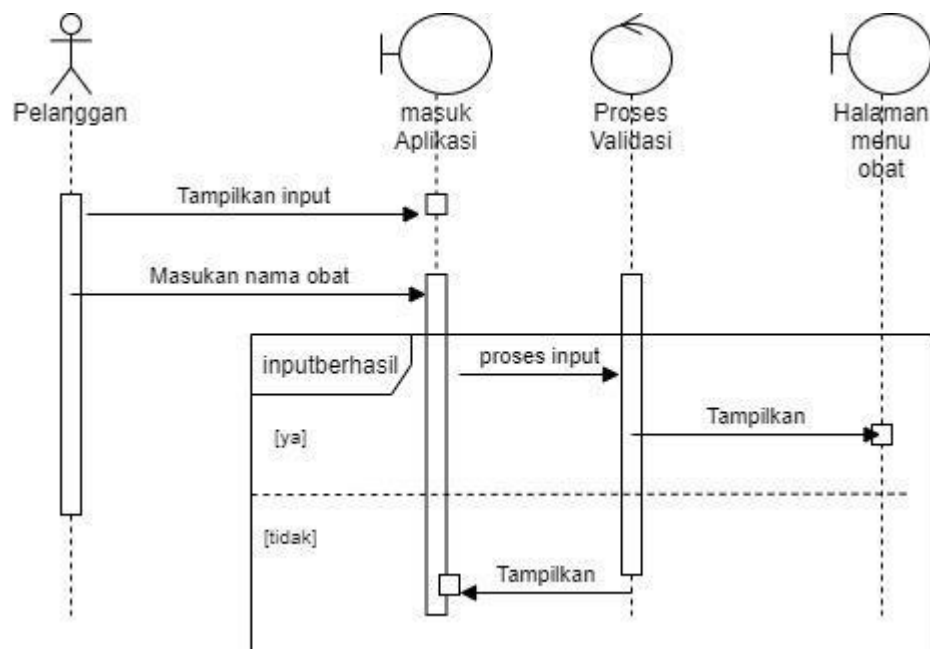 Pelanggan
masuk
Aplikasi
Proses
Validasi
Halaman
menu
obat
Tampilkan input
Masukan nama obat
inputberhasil
proses input
[ya]
Tampilkan
[tidak]
Tampilkan